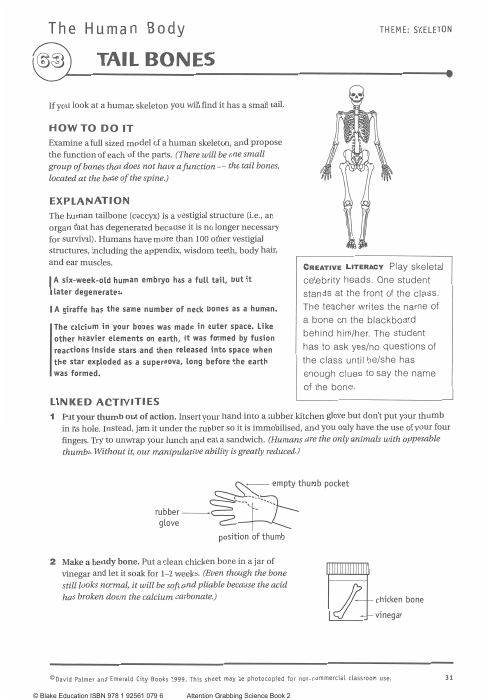 The Human Body
THEME: SKELETON
63
TAIL BONES
If you look at a human skeleton you will find it has a small tail.
HOW TO DO IT
Examine a full sized model of a human skeleton, and propose
the function of each of the parts. (There will be one small
group of bones that does not have a function –– the tail bones,
located at the base of the spine.)
EXPLANATION
The human tailbone (coccyx) is a vestigial structure (i.e., an
organ that has degenerated because it is no longer necessary
for survival). Humans have more than 100 other vestigial
structures, including the appendix, wisdom teeth, body hair,
and ear muscles.
A six-week-old human embryo has a full tail, but it
later degenerates.
A giraffe has the same number of neck bones as a human.
The calcium in your bones was made in outer space. Like
other heavier elements on earth, it was formed by fusion
reactions inside stars and then released into space when
the star exploded as a supernova, long before the earth
was formed.
CREATIVE LITERACY Play skeletal
celebrity heads. One student
stands at the front of the class.
The teacher writes the name of
a bone on the blackboard
behind him/her. The student
has to ask yes/no questions of
the class until he/she has
enough clues to say the name
of the bone.
LINKED ACTIVITIES
1 Put your thumb out of action. Insert your hand into a rubber kitchen glove but don't put your thumb
in its hole. Instead, jam it under the rubber so it is immobilised, and you only have the use of your four
fingers. Try to unwrap your lunch and eat a sandwich. (Humans are the only animals with opposable
thumbs. Without it, our manipulative ability is greatly reduced.)
empty thumb pocket
rubber
glove
position of thumb
2 Make a bendy bone. Put a clean chicken bone in a jar of
vinegar and let it soak for 1–2 weeks. (Even though the bone
still looks normal, it will be soft and pliable because the acid
has broken down the calcium carbonate.)
chicken bone
vinegar
©David Palmer and Emerald City Books 1999. This sheet may be photocopied for non-commercial classroom use.
31
© Blake Education ISBN 978 1 92561 079 6 Attention Grabbing Science Book 2